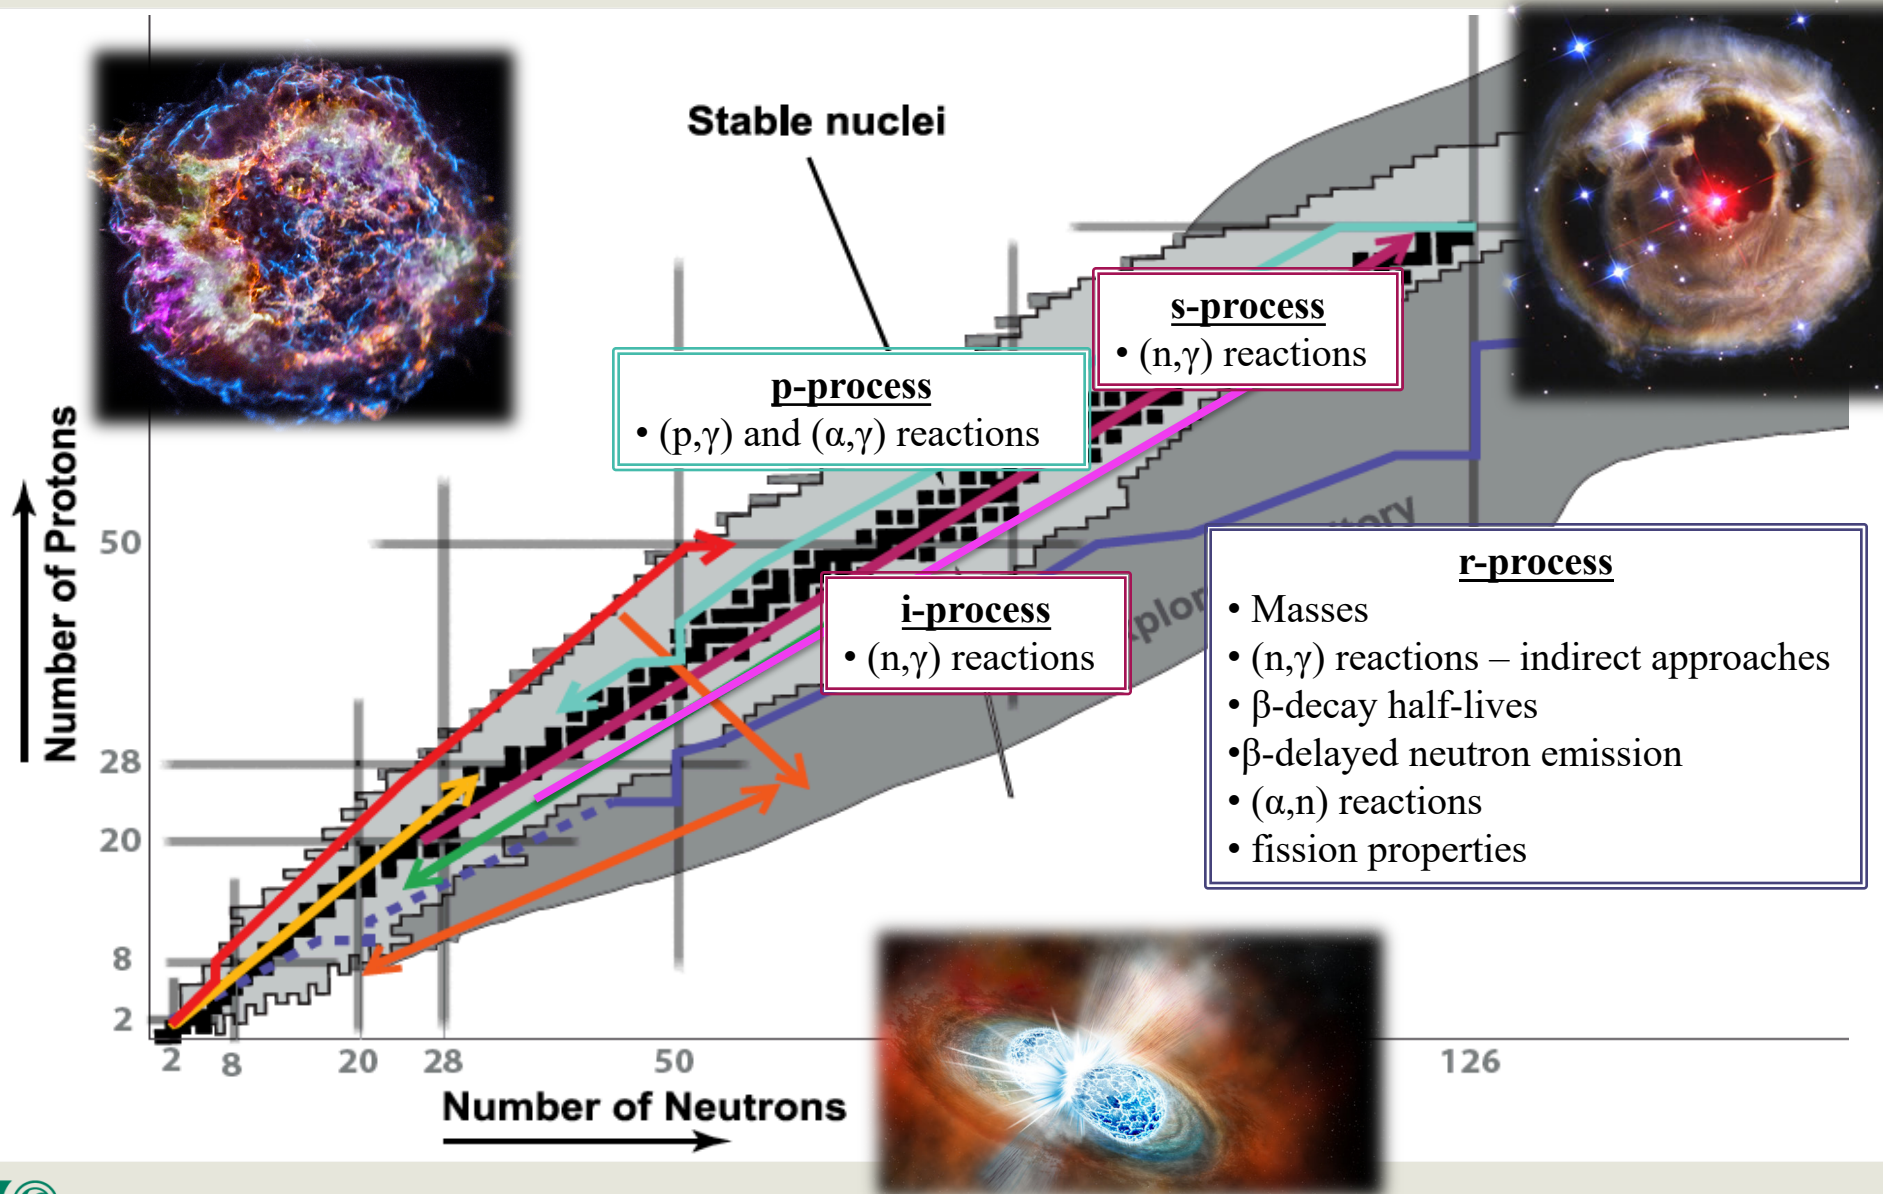 Stable nuclei
s-process
• (n,γ) reactions
p-process
• (p,γ) and (α,γ) reactions
i-process
• (n,γ) reactions
r-process
• Masses
• (n,γ) reactions – indirect approaches
• β-decay half-lives
•β-delayed neutron emission
• (α,n) reactions
• fission properties
Number of Protons
50
28
20
8
2
2
8
20
28
50
126
Number of Neutrons